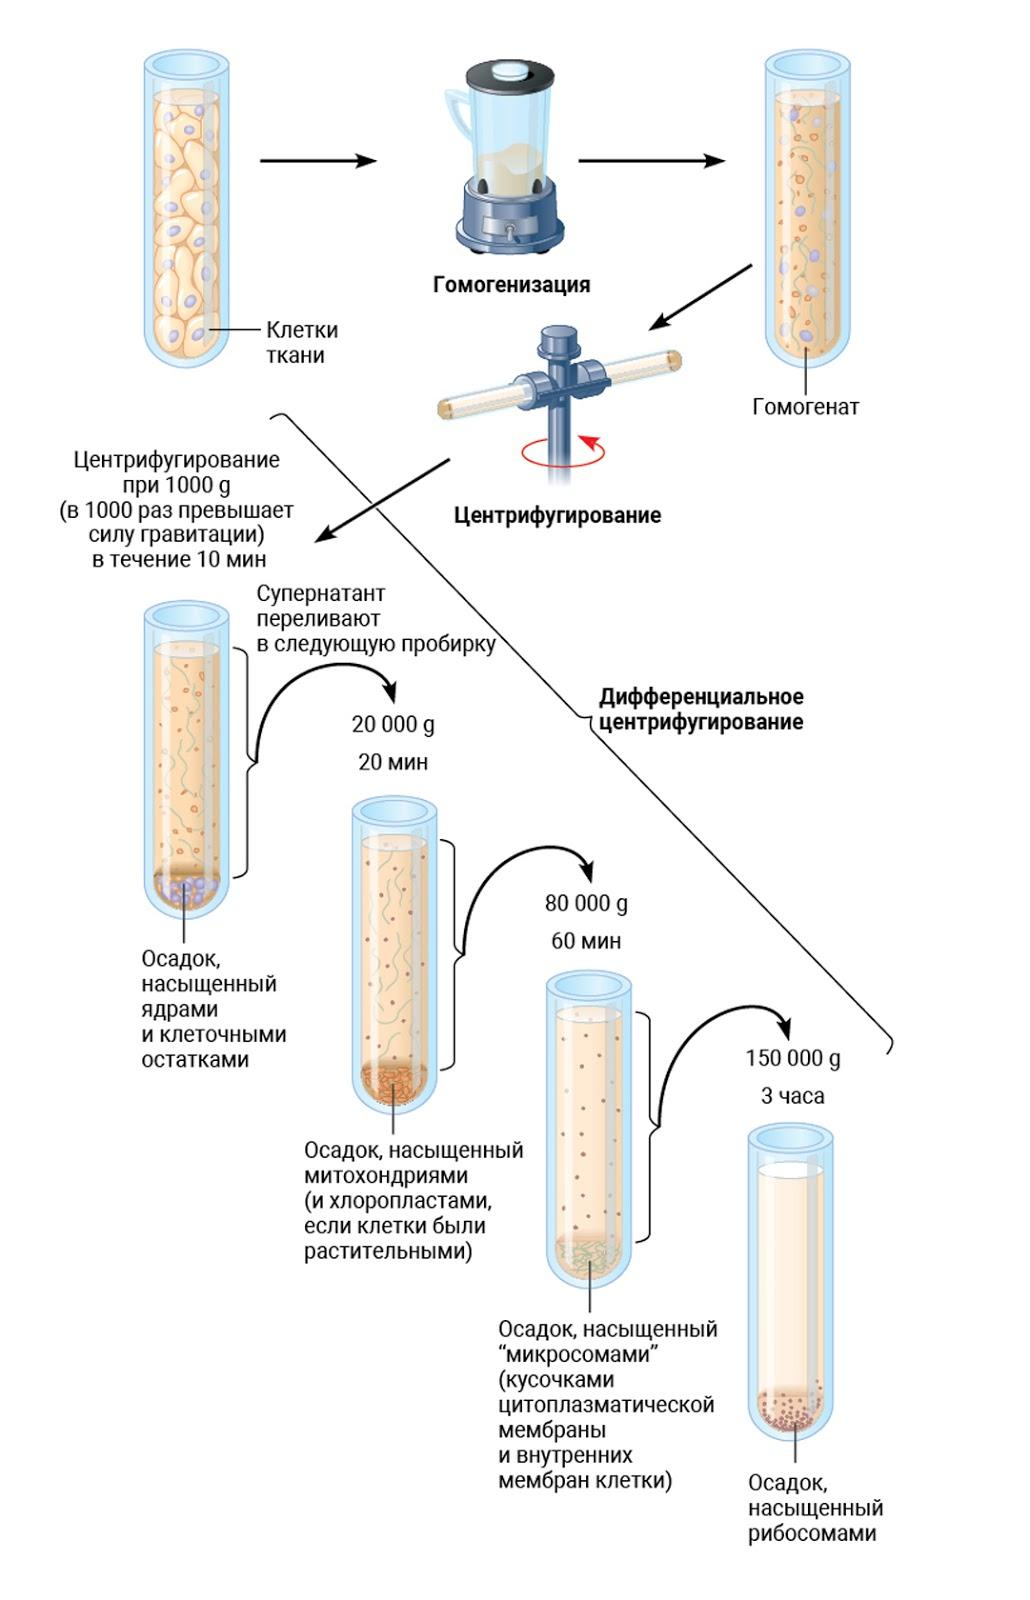 Гомогенизация
Клетки
ткани
Гомогенат
Центрифугирование
Центрифугирование
при 1000 g
(в 1000 раз превышает
силу гравитации)
в течение 10 мин
Супернатант
переливают
в следующую пробирку
Дифференциальное
центрифугирование
20 000 g
20 мин
80 000 g
60 мин
Осадок,
насыщенный
ядрами
и клеточными
остатками
150 000 g
3 часа
Осадок, насыщенный
митохондриями
(и хлоропластами,
если клетки были
растительными)
Осадок, насыщенный
“микросомами”
(кусочками
цитоплазматической
мембраны
и внутренних
мембран клетки)
Осадок,
насыщенный
рибосомами